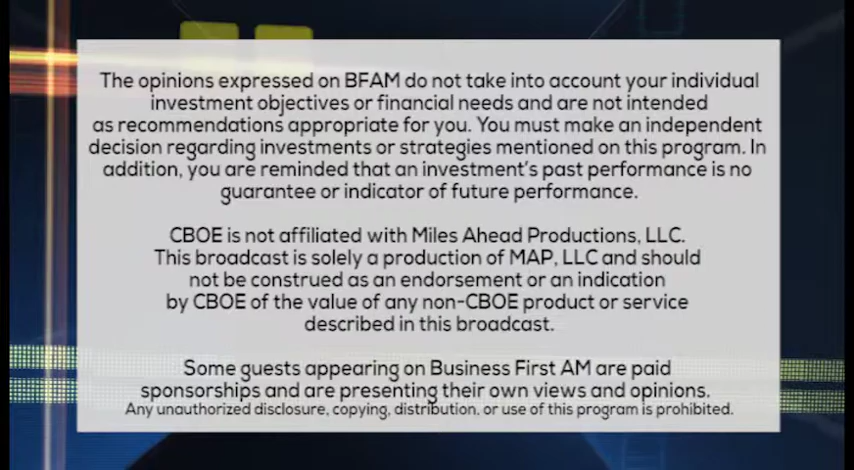 The opinions expressed on BFAM do not take into account your individual
investment objectives or financial needs and are not intended
as recommendations appropriate for you. You must make an independent
decision regarding investments or strategies mentioned on this program. In
addition, you are reminded that an investment's past performance is no
guarantee or indicator of future performance.
CBOE is not affiliated with Miles Ahead Productions, LLC.
This broadcast is solely a production of MAP, LLC and should
not be construed as an endorsement or an indication
by CBOE of the value of any non-CBOE product or service
described in this broadcast.
Some guests appearing on Business First AM are paid
sponsorships and are presenting their own views and opinions.
Any unauthorized disclosure, copying, distribution, or use of this program is prohibited.